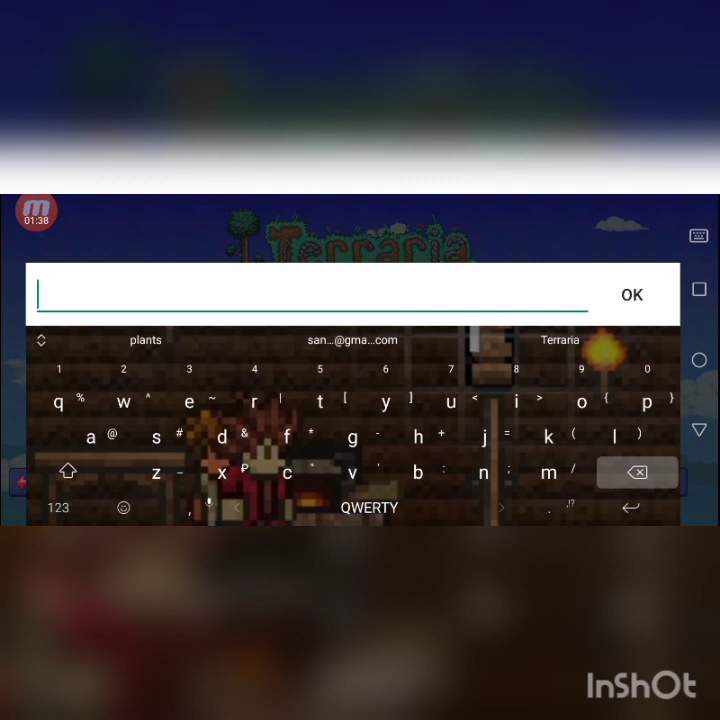 m
01:38
Terraria
OK
plants san...@gma...com Terraria
1 2 3 4 5 6 7 8 9 0
q % w ^ e ~ r | t [ y ] u < i > o { p }
a @ s # d & f * g - h + j = k ( l )
z _ x ₽ c " v ' b : n ; m /
123 , < QWERTY > . ,!?
InShOt